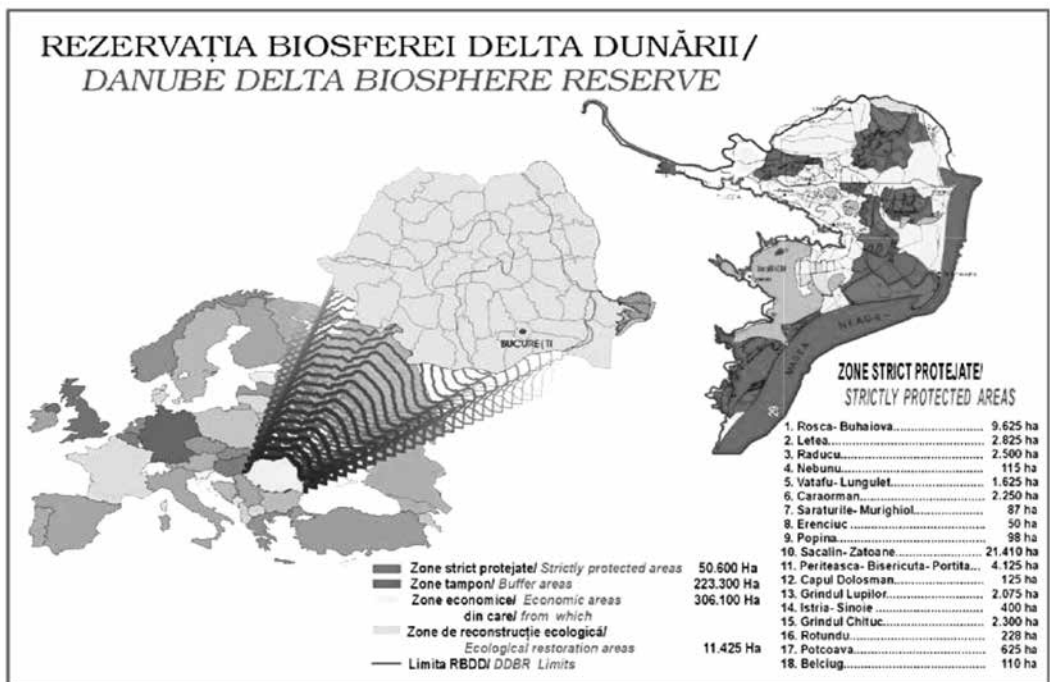 REZERVAȚIA BIOSFEREI DELTA DUNĂRII/
DANUBE DELTA BIOSPHERE RESERVE
BUCUREȘTI
NEAGR
MAREA
29
ZONE STRICT PROTEJATE/
STRICTLY PROTECTED AREAS
1. Rosca- Buhaiova.................... 9.625 ha
2. Letea.................... 2.825 ha
3. Raducu.................... 2.500 ha
4. Nebunu.................... 115 ha
5. Vatafu- Lungulet.................... 1.625 ha
6. Caraorman.................... 2.250 ha
7. Saraturile- Murighiol.................... 87 ha
8. Erenciuc.................... 50 ha
9. Popina.................... 98 ha
10. Sacalin- Zatoane.................... 21.410 ha
11. Periteasca- Bisericuta- Portita... 4.125 ha
12. Capul Dolosman.................... 125 ha
13. Grindul Lupilor.................... 2.075 ha
14. Istria- Sinoie.................... 400 ha
15. Grindul Chituc.................... 2.300 ha
16. Rotundu.................... 228 ha
17. Potcoava.................... 625 ha
18. Belciug.................... 110 ha
Zone strict protejate/ Strictly protected areas 50.600 Ha
Zone tampon/ Buffer areas 223.300 Ha
Zone economice/ Economic areas 306.100 Ha
din care/ from which
Zone de reconstrucție ecologică/
Ecological restoration areas 11.425 Ha
Limita RBDD/ DDBR Limits